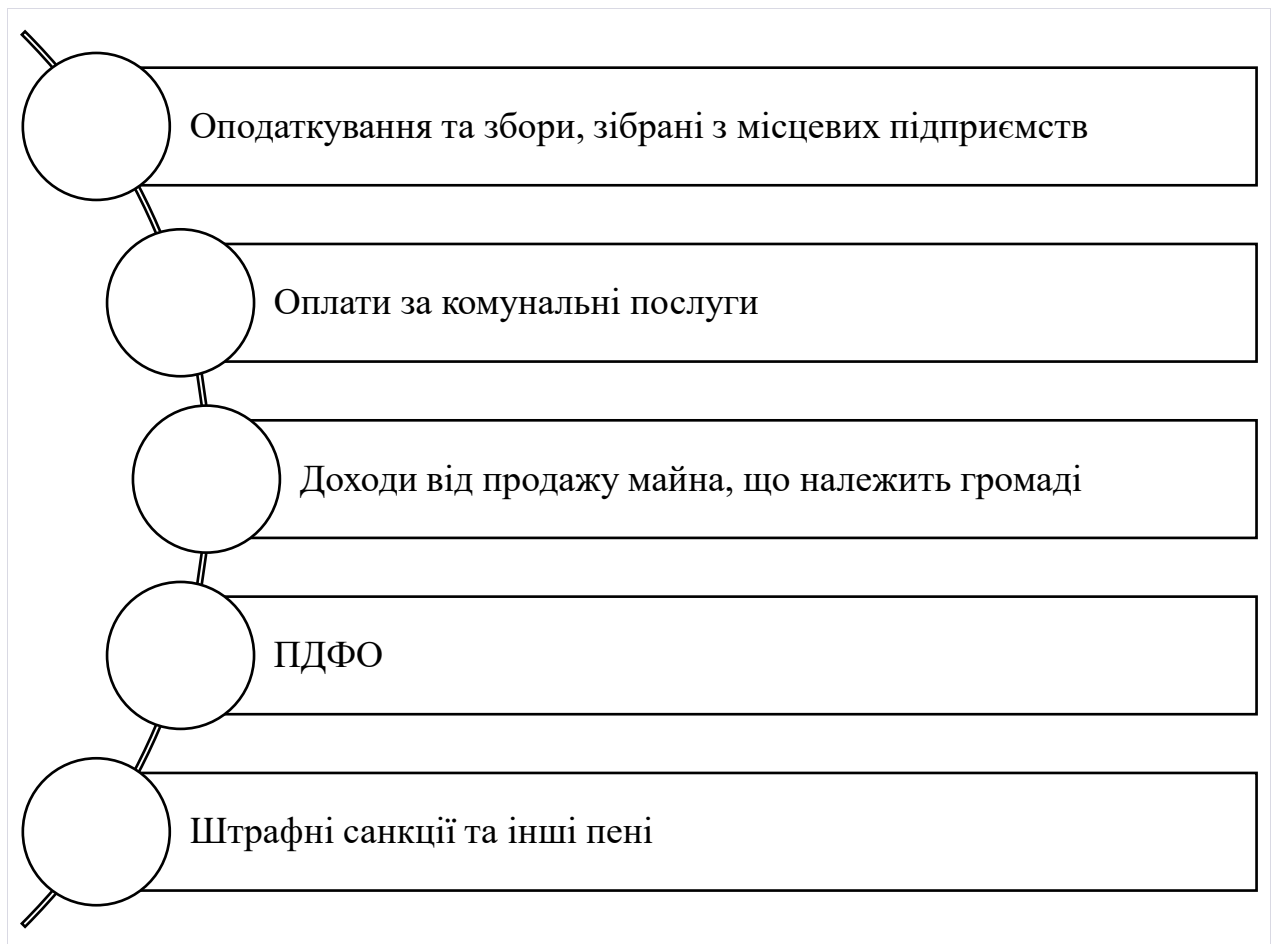 Оподаткування та збори, зібрані з місцевих підприємств
Оплати за комунальні послуги
Доходи від продажу майна, що належить громаді
ПДФО
Штрафні санкції та інші пені